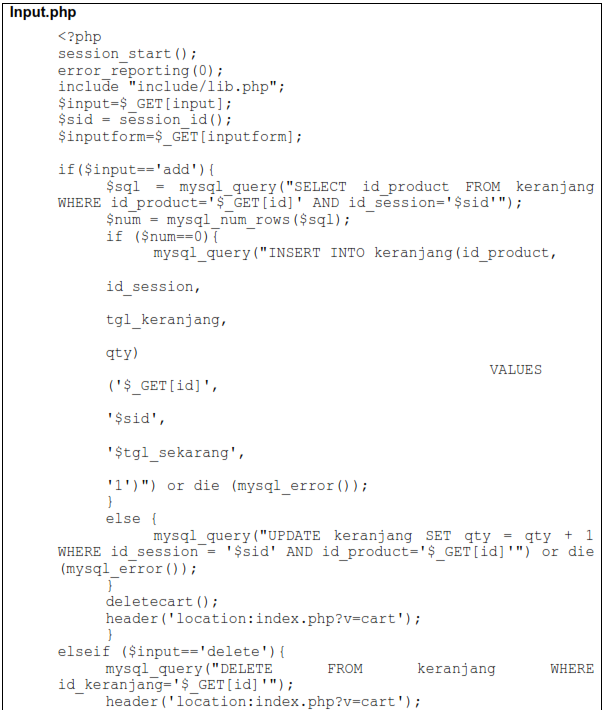 Input.php
<?php
session_start();
error_reporting(0);
include "include/lib.php";
$input=$_GET[input];
$sid = session_id();
$inputform=$_GET[inputform];
if($input=='add'){
$sql = mysql_query("SELECT id_product FROM keranjang
WHERE id_product='$_GET[id]' AND id_session='$sid'");
$num = mysql_num_rows($sql);
if ($num==0){
mysql_query("INSERT INTO keranjang(id_product,
id_session,
tgl_keranjang,
qty)
VALUES
('$_GET[id]',
'$sid',
'$tgl_sekarang',
'1')") or die (mysql_error());
}
else {
mysql_query("UPDATE keranjang SET qty = qty + 1
WHERE id_session = '$sid' AND id_product='$_GET[id]'") or die
(mysql_error());
}
deletecart();
header('location:index.php?v=cart');
}
elseif ($input=='delete'){
mysql_query("DELETE FROM keranjang WHERE
id_keranjang='$_GET[id]'");
header('location:index.php?v=cart');